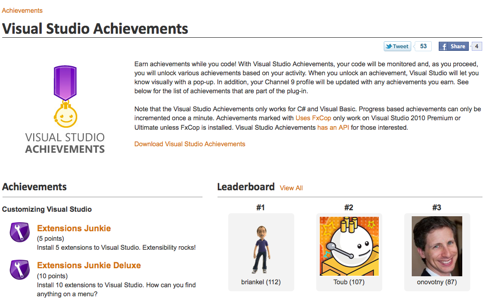 Achievements
Visual Studio Achievements
Tweet 53 Share 4
Earn achievements while you code! With Visual Studio Achievements, your code will be monitored and, as you proceed,
you will unlock various achievements based on your activity. When you unlock an achievement, Visual Studio will let you
know visually with a pop-up. In addition, your Channel 9 profile will be updated with any achievements you earn. See
below for the list of achievements that are part of the plug-in.
Note that the Visual Studio Achievements only works for C# and Visual Basic. Progress based achievements can only be
incremented once a minute. Achievements marked with Uses FxCop only work on Visual Studio 2010 Premium or
Ultimate unless FxCop is installed. Visual Studio Achievements has an API for those interested.
Download Visual Studio Achievements
VISUAL STUDIO
ACHIEVEMENTS
Achievements
Customizing Visual Studio
Extensions Junkie
(5 points)
Install 5 extensions to Visual Studio. Extensibility rocks!
Extensions Junkie Deluxe
(10 points)
Install 10 extensions to Visual Studio. How can you find
anything on a menu?
Leaderboard View All
#1 #2 #3
briankel (112) Toub (107) onovotny (87)